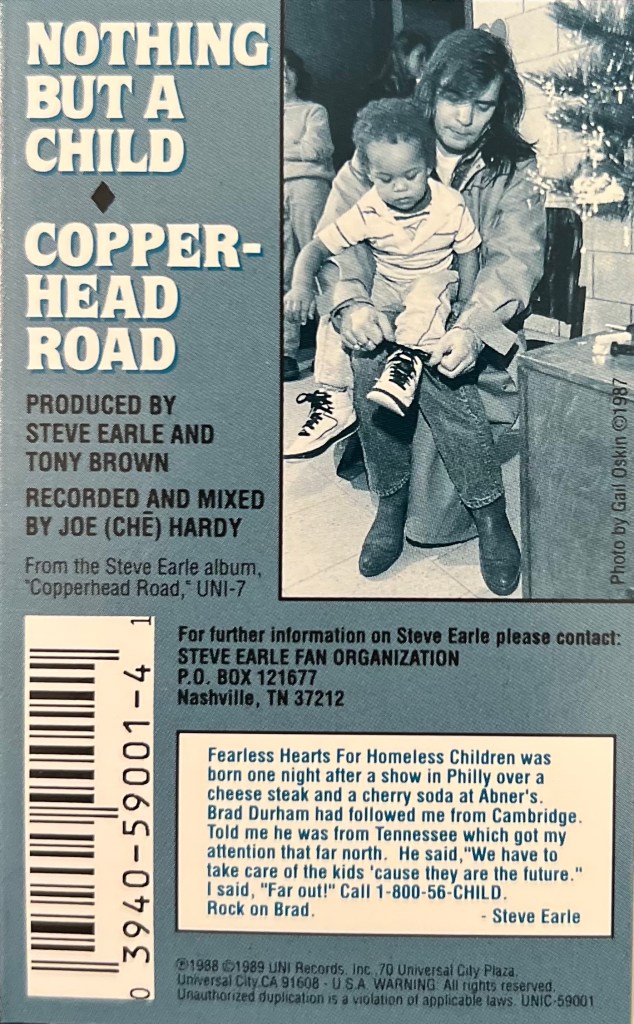 NOTHING
BUT A
CHILD
COPPER-
HEAD
ROAD
PRODUCED BY
STEVE EARLE AND
TONY BROWN
RECORDED AND MIXED
BY JOE (CHĒ) HARDY
From the Steve Earle album,
"Copperhead Road," UNI-7
Photo by Gail Oskin ©1987
0 3940-59001-4 1
For further information on Steve Earle please contact:
STEVE EARLE FAN ORGANIZATION
P.O. BOX 121677
Nashville, TN 37212
Fearless Hearts For Homeless Children was
born one night after a show in Philly over a
cheese steak and a cherry soda at Abner's.
Brad Durham had followed me from Cambridge.
Told me he was from Tennessee which got my
attention that far north. He said,"We have to
take care of the kids 'cause they are the future."
I said, "Far out!" Call 1-800-56-CHILD.
Rock on Brad.
- Steve Earle
℗1988 ©1989 UNI Records, Inc.,70 Universal City Plaza.
Universal City,CA 91608 - U.S.A. WARNING: All rights reserved.
Unauthorized duplication is a violation of applicable laws. UNIC-59001